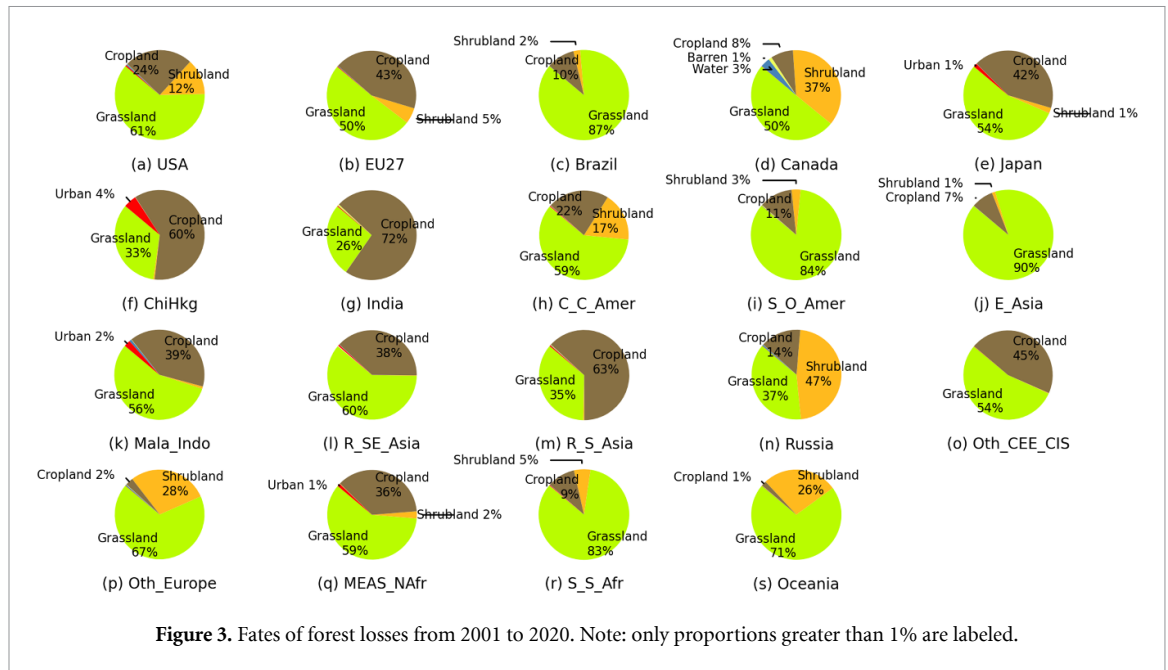 Cropland
24%
Shrubland
12%
Grassland
61%
(a) USA
Cropland
43%
Shrubland 5%
Grassland
50%
(b) EU27
Shrubland 2%
Cropland
10%
Grassland
87%
(c) Brazil
Cropland 8%
Barren 1%
Water 3%
Shrubland
37%
Grassland
50%
(d) Canada
Urban 1%
Cropland
42%
Shrubland 1%
Grassland
54%
(e) Japan
Urban 4%
Cropland
60%
Grassland
33%
(f) ChiHkg
Cropland
72%
Grassland
26%
(g) India
Cropland
22%
Shrubland
17%
Grassland
59%
(h) C_C_Amer
Shrubland 3%
Cropland
11%
Grassland
84%
(i) S_O_Amer
Shrubland 1%
Cropland 7%
Grassland
90%
(j) E_Asia
Urban 2%
Cropland
39%
Grassland
56%
(k) Mala_Indo
Cropland
38%
Grassland
60%
(l) R_SE_Asia
Cropland
63%
Grassland
35%
(m) R_S_Asia
Cropland
14%
Shrubland
47%
Grassland
37%
(n) Russia
Cropland
45%
Grassland
54%
(o) Oth_CEE_CIS
Cropland 2%
Shrubland
28%
Grassland
67%
(p) Oth_Europe
Urban 1%
Cropland
36%
Shrubland 2%
Grassland
59%
(q) MEAS_NAfr
Shrubland 5%
Cropland
9%
Grassland
83%
(r) S_S_Afr
Cropland 1%
Shrubland
26%
Grassland
71%
(s) Oceania
Figure 3. Fates of forest losses from 2001 to 2020. Note: only proportions greater than 1% are labeled.